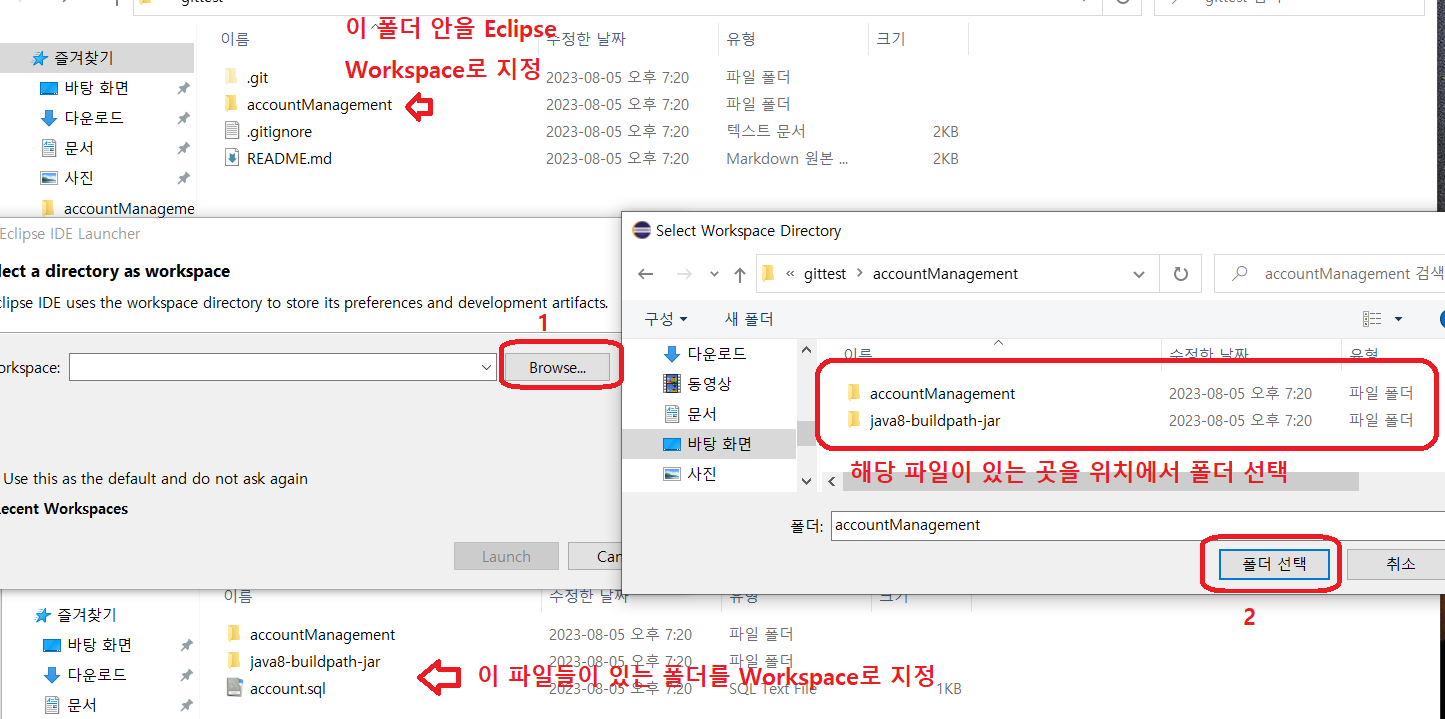 gittest
gittest 검색
이 폴더 안을 Eclipse
Workspace로 지정
이름 수정한 날짜 유형 크기
즐겨찾기
바탕 화면
다운로드
문서
사진
accountManageme
.git 2023-08-05 오후 7:20 파일 폴더
accountManagement 2023-08-05 오후 7:20 파일 폴더
.gitignore 2023-08-05 오후 7:20 텍스트 문서 2KB
README.md 2023-08-05 오후 7:20 Markdown 원본 ... 2KB
Eclipse IDE Launcher
lect a directory as workspace
clipse IDE uses the workspace directory to store its preferences and development artifacts.
1
orkspace:
Browse...
Use this as the default and do not ask again
ecent Workspaces
Launch
Can
Select Workspace Directory
« gittest > accountManagement
accountManagement 검색
구성 새 폴더
다운로드
동영상
문서
바탕 화면
사진
이름 수정한 날짜 유형
accountManagement 2023-08-05 오후 7:20 파일 폴더
java8-buildpath-jar 2023-08-05 오후 7:20 파일 폴더
해당 파일이 있는 곳을 위치에서 폴더 선택
폴더: accountManagement
폴더 선택
취소
2
이름 수정한 날짜 유형 크기
즐겨찾기
바탕 화면
다운로드
문서
accountManagement 2023-08-05 오후 7:20 파일 폴더
java8-buildpath-jar 2023-08-05 오후 7:20 파일 폴더
account.sql 2023-08-05 오후 7:20 SQL Text File 1KB
이 파일들이 있는 폴더를 Workspace로 지정